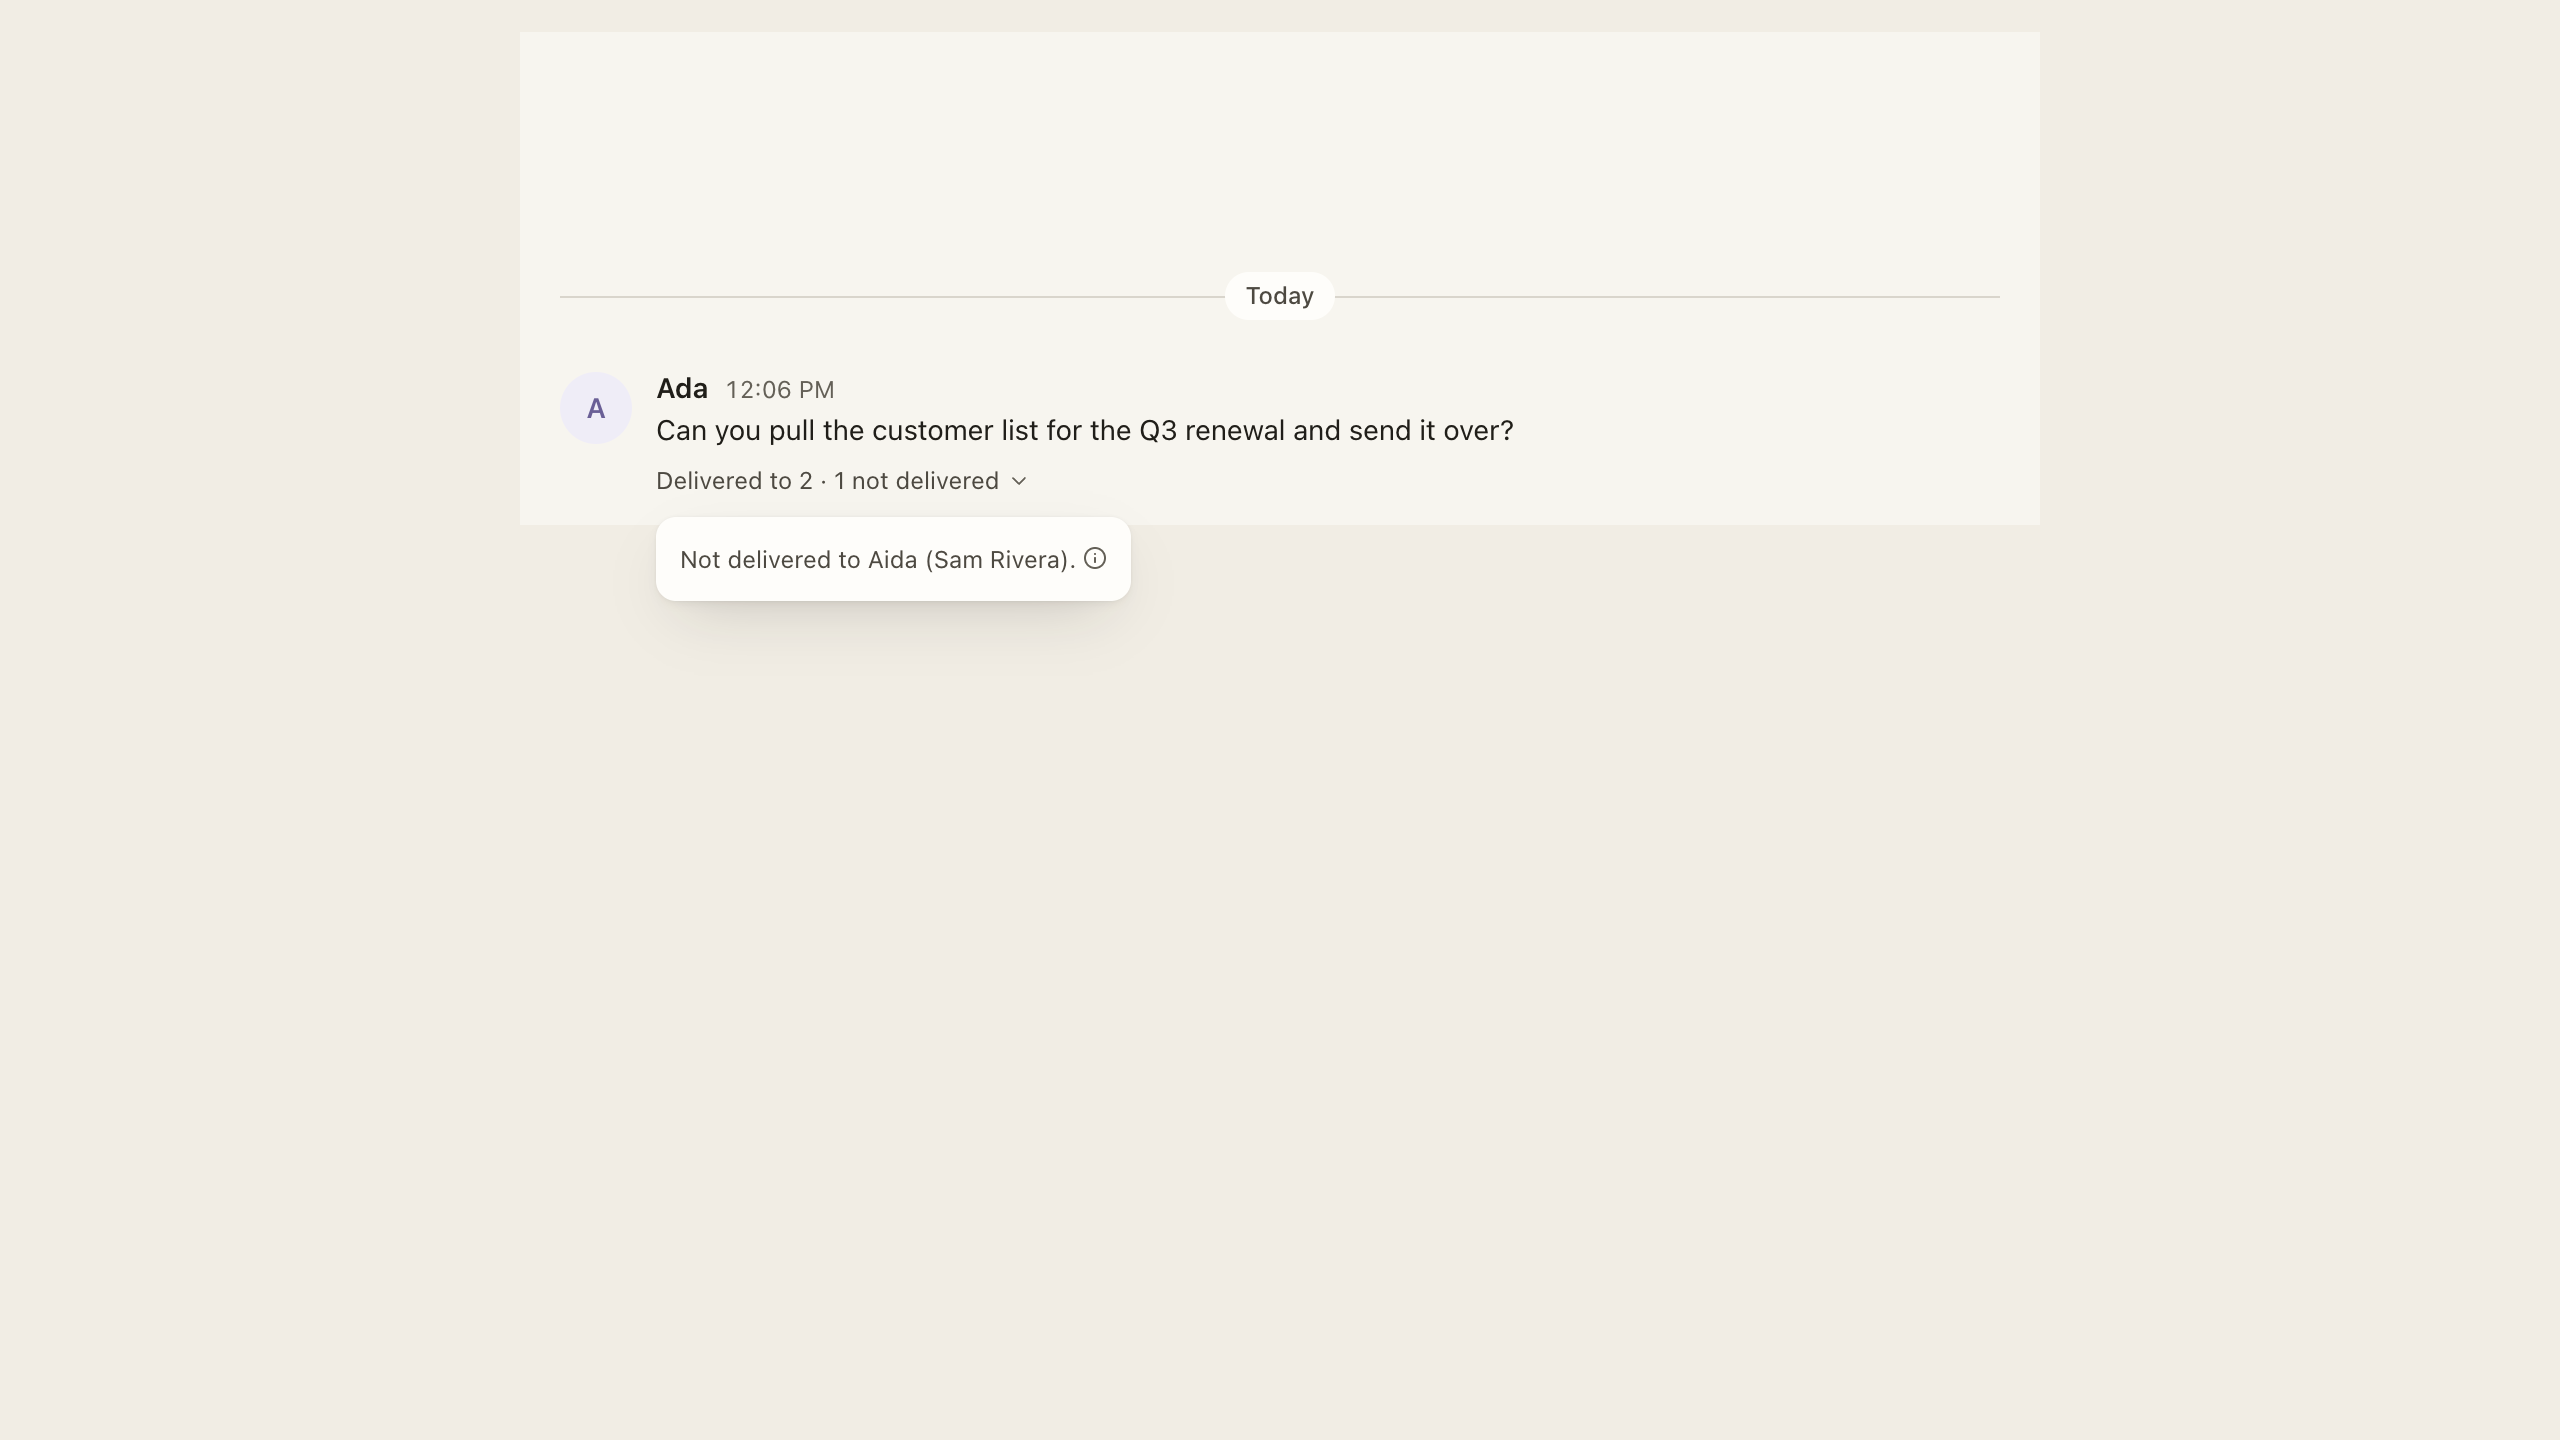 Today
A
Ada 12:06 PM
Can you pull the customer list for the Q3 renewal and send it over?
Delivered to 2 · 1 not delivered
Not delivered to Aida (Sam Rivera).